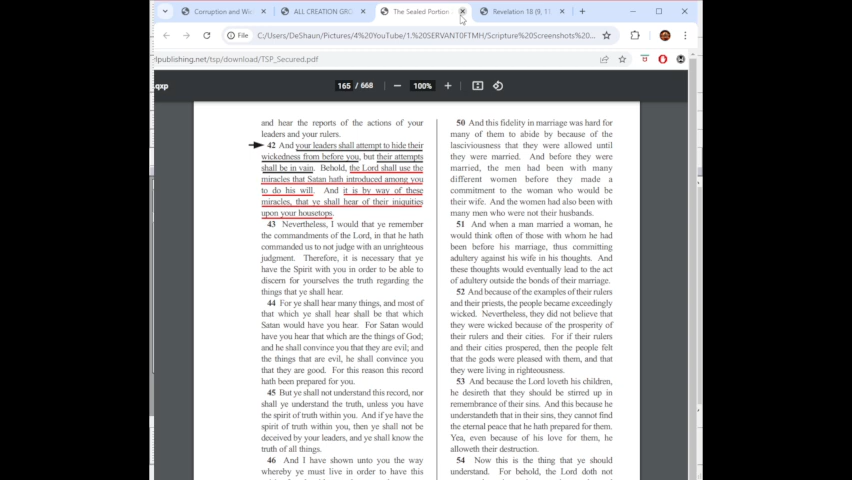 Corruption and Wi
ALL CREATION GRO
The Sealed Portion
Revelation 18 (9, 11
File
C:/Users/DeShaun/Pictures/4%20YouTube/1.%20SERVANT0FTMH/Scripture%20Screenshots%20...
rlpublishing.net/tsp/download/TSP_Secured.pdf
.qxp
165 / 668
100%
and hear the reports of the actions of your
leaders and your rulers.
42 And your leaders shall attempt to hide their
wickedness from before you, but their attempts
shall be in vain. Behold, the Lord shall use the
miracles that Satan hath introduced among you
to do his will. And it is by way of these
miracles, that ye shall hear of their iniquities
upon your housetops.
43 Nevertheless, I would that ye remember
the commandments of the Lord, in that he hath
commanded us to not judge with an unrighteous
judgment. Therefore, it is necessary that ye
have the Spirit with you in order to be able to
discern for yourselves the truth regarding the
things that ye shall hear.
44 For ye shall hear many things, and most of
that which ye shall hear shall be that which
Satan would have you hear. For Satan would
have you hear that which are the things of God;
and he shall convince you that they are evil; and
the things that are evil, he shall convince you
that they are good. For this reason this record
hath been prepared for you.
45 But ye shall not understand this record, nor
shall ye understand the truth, unless you have
the spirit of truth within you. And if ye have the
spirit of truth within you, then ye shall not be
deceived by your leaders, and ye shall know the
truth of all things.
46 And I have shown unto you the way
whereby ye must live in order to have this
50 And this fidelity in marriage was hard for
many of them to abide by because of the
lasciviousness that they were allowed until
they were married. And before they were
married, the men had been with many
different women before they made a
commitment to the woman who would be
their wife. And the women had also been with
many men who were not their husbands.
51 And when a man married a woman, he
would think often of those with whom he had
been before his marriage, thus committing
adultery against his wife in his thoughts. And
these thoughts would eventually lead to the act
of adultery outside the bonds of their marriage.
52 And because of the examples of their rulers
and their priests, the people became exceedingly
wicked. Nevertheless, they did not believe that
they were wicked because of the prosperity of
their rulers and their cities. For if their rulers
and their cities prospered, then the people felt
that the gods were pleased with them, and that
they were living in righteousness.
53 And because the Lord loveth his children,
he desireth that they should be stirred up in
remembrance of their sins. And this because he
understandeth that in their sins, they cannot find
the eternal peace that he hath prepared for them.
Yea, even because of his love for them, he
alloweth their destruction.
54 Now this is the thing that ye should
understand. For behold, the Lord doth not